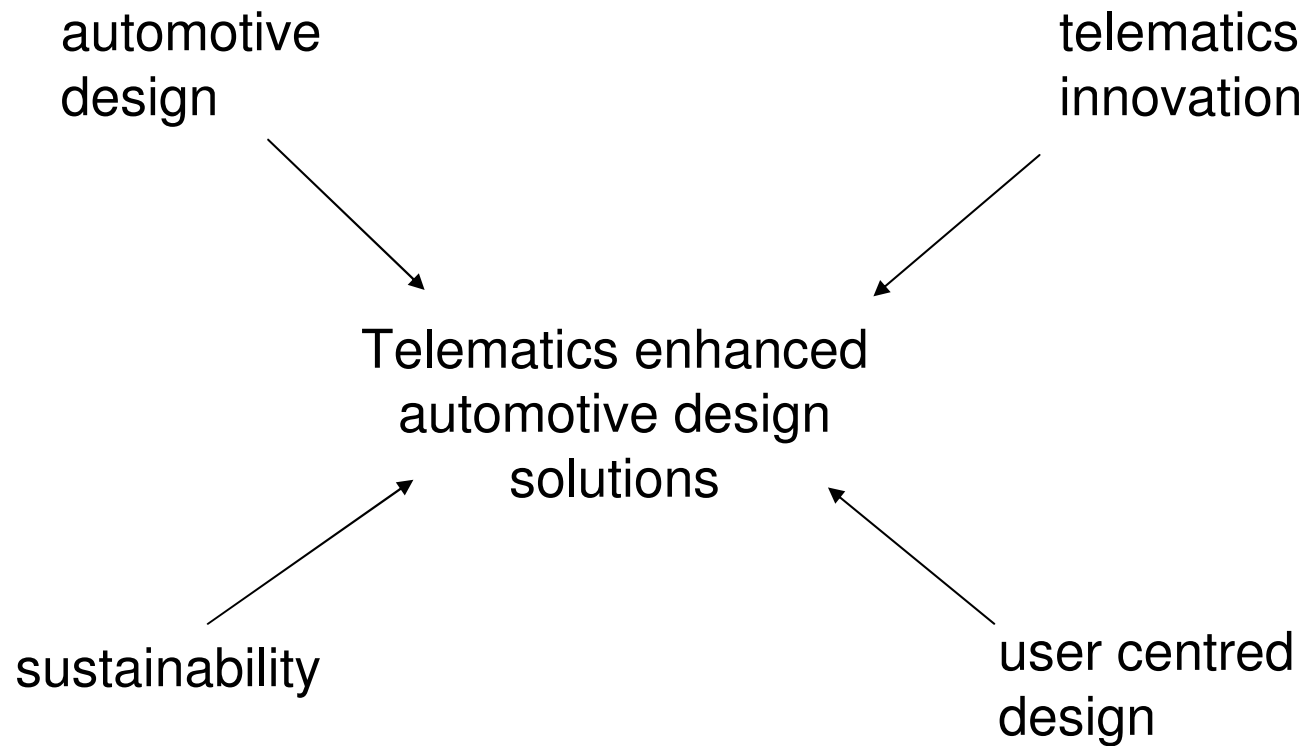 automotive
design
telematics
innovation
Telematics enhanced
automotive design
solutions
sustainability
user centred
design